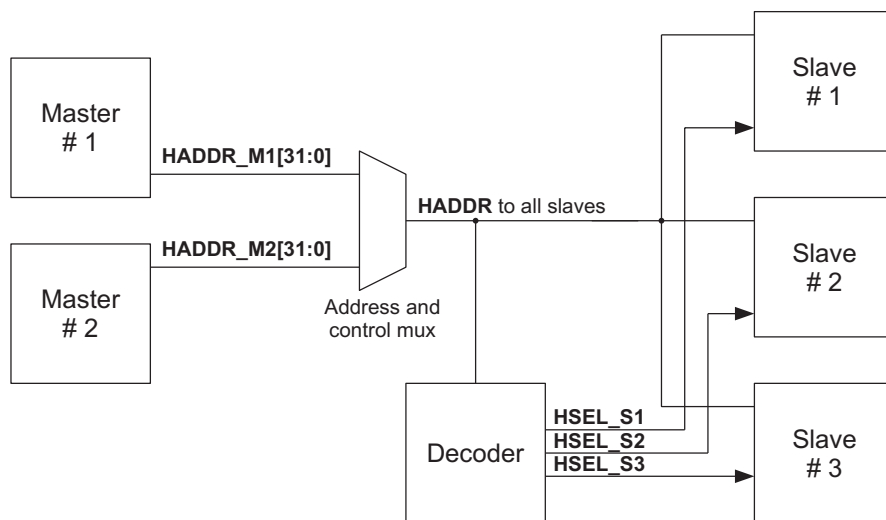 Master
# 1
HADDR_M1[31:0]
Master
# 2
HADDR_M2[31:0]
Address and
control mux
HADDR to all slaves
Decoder
HSEL_S1
HSEL_S2
HSEL_S3
Slave
# 1
Slave
# 2
Slave
# 3